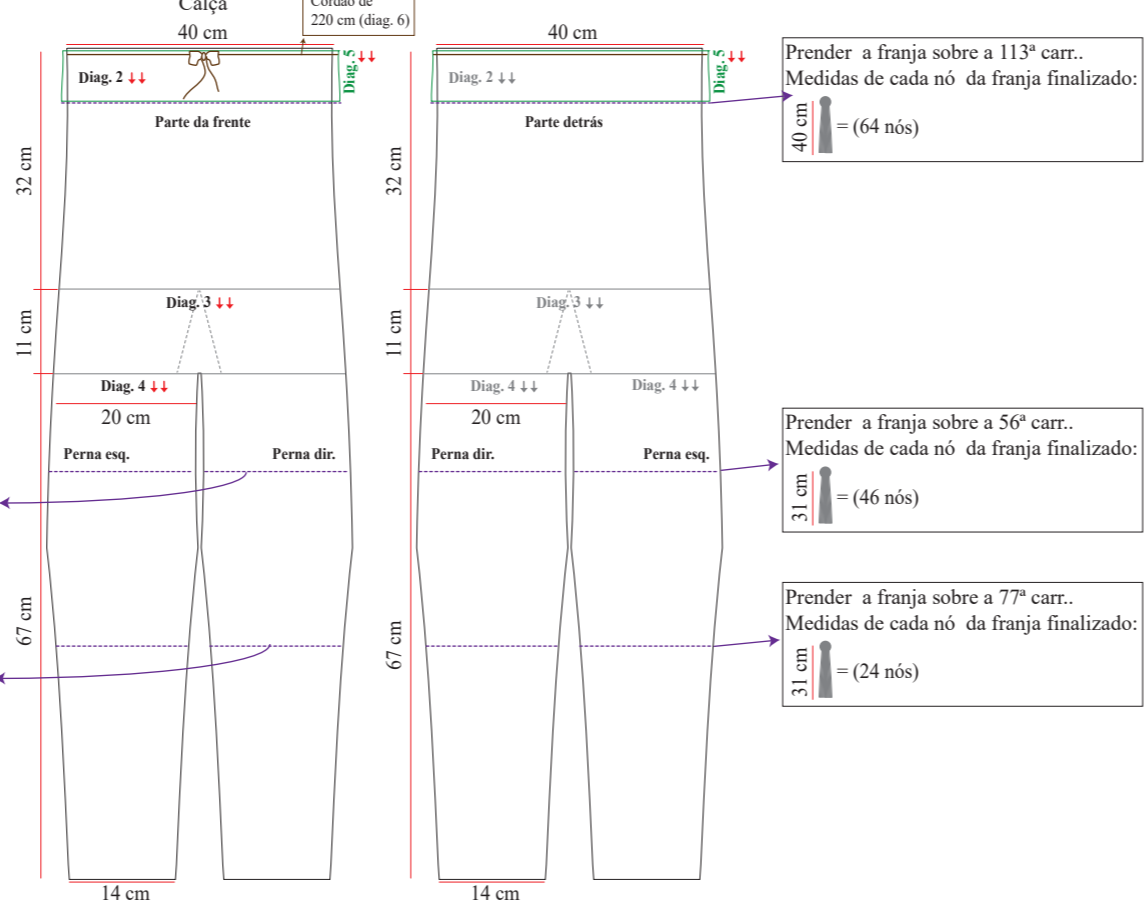 Calça
Cordão de
220 cm (diag. 6)
40 cm
Diag. 2 ↓↓
Diag. 5 ↓↓
Parte da frente
32 cm
Diag. 3 ↓↓
11 cm
Diag. 4 ↓↓
20 cm
Perna esq.
Perna dir.
67 cm
14 cm
40 cm
Diag. 2 ↓↓
Diag. 5 ↓↓
Parte detrás
32 cm
Diag. 3 ↓↓
11 cm
Diag. 4 ↓↓
Diag. 4 ↓↓
20 cm
Perna dir.
Perna esq.
67 cm
14 cm
Prender a franja sobre a 113ª carr..
Medidas de cada nó da franja finalizado:
40 cm
= (64 nós)
Prender a franja sobre a 56ª carr..
Medidas de cada nó da franja finalizado:
31 cm
= (46 nós)
Prender a franja sobre a 77ª carr..
Medidas de cada nó da franja finalizado:
31 cm
= (24 nós)